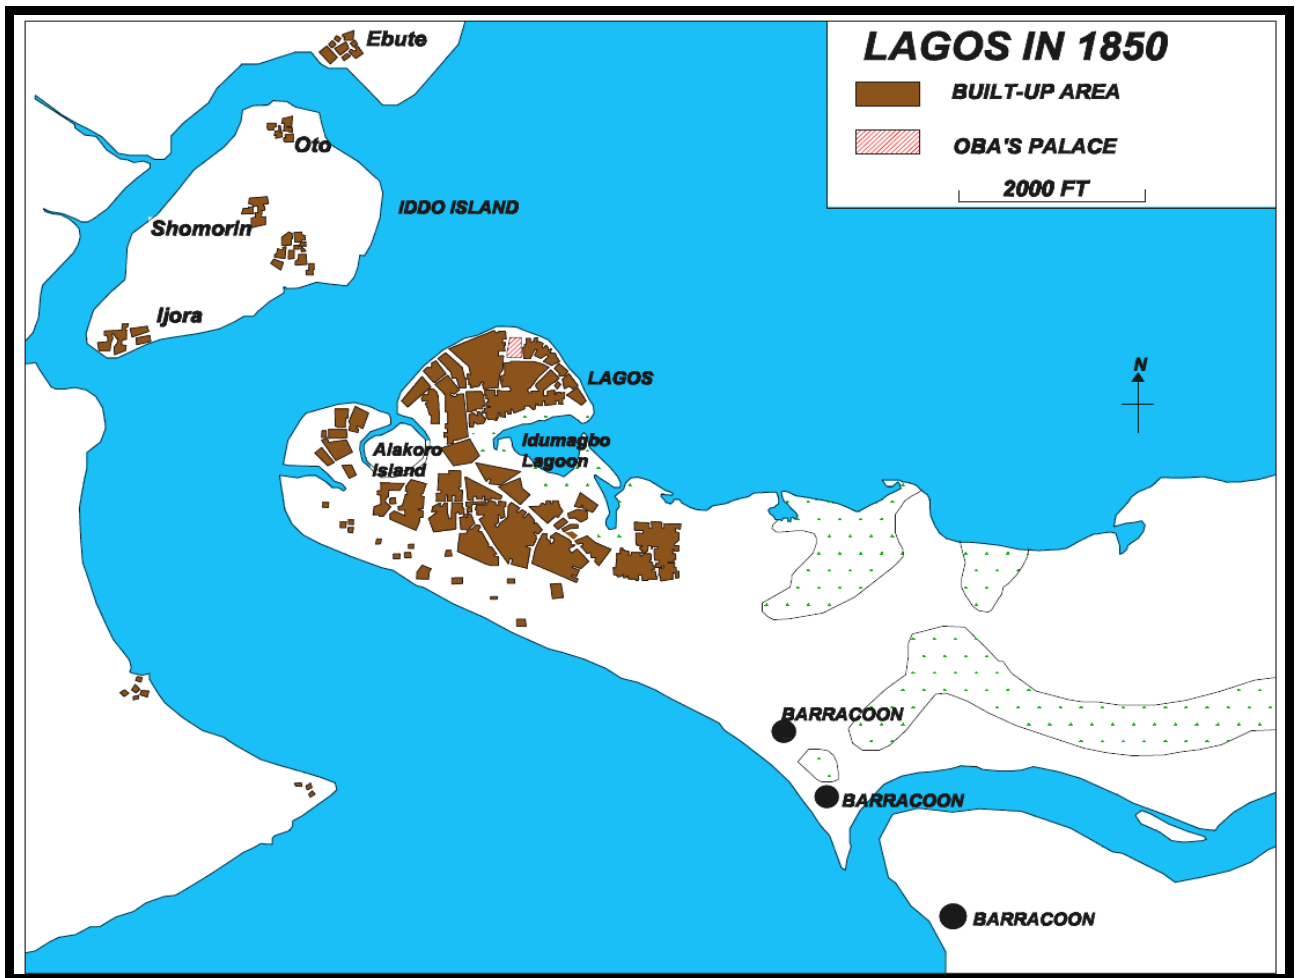 LAGOS IN 1850
BUILT-UP AREA
OBA'S PALACE
2000 FT
Ebute
Oto
IDDO ISLAND
Shomorin
Ijora
N
LAGOS
Alakoro
Island
Idumagbo
Lagoon
BARRACOON
BARRACOON
BARRACOON